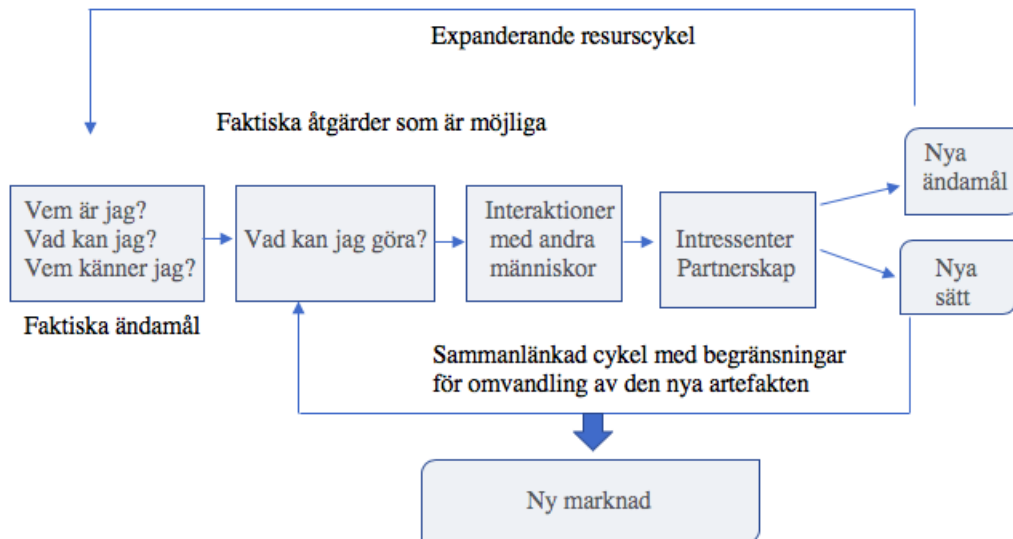 Expanderande resurscykel
Faktiska åtgärder som är möjliga
Vem är jag?
Vad kan jag?
Vem känner jag?
Faktiska ändamål
Vad kan jag göra?
Interaktioner
med andra
människor
Intressenter
Partnerskap
Nya
ändamål
Nya
sätt
Sammanlänkad cykel med begränsningar
för omvandling av den nya artefakten
Ny marknad